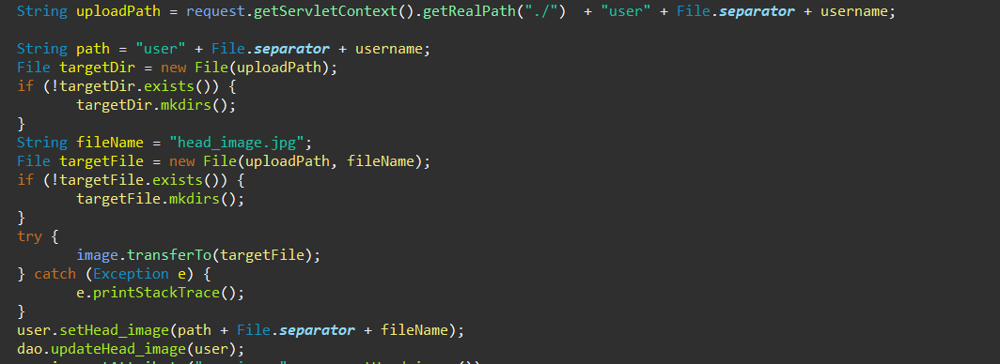 String uploadPath = request.getServletContext().getRealPath("./")  + "user" + File.separator + username;

String path = "user" + File.separator + username;
File targetDir = new File(uploadPath);
if (!targetDir.exists()) {
       targetDir.mkdirs();
}
String fileName = "head_image.jpg";
File targetFile = new File(uploadPath, fileName);
if (!targetFile.exists()) {
       targetFile.mkdirs();
}
try {
       image.transferTo(targetFile);
} catch (Exception e) {
       e.printStackTrace();
}
user.setHead_image(path + File.separator + fileName);
dao.updateHead_image(user);